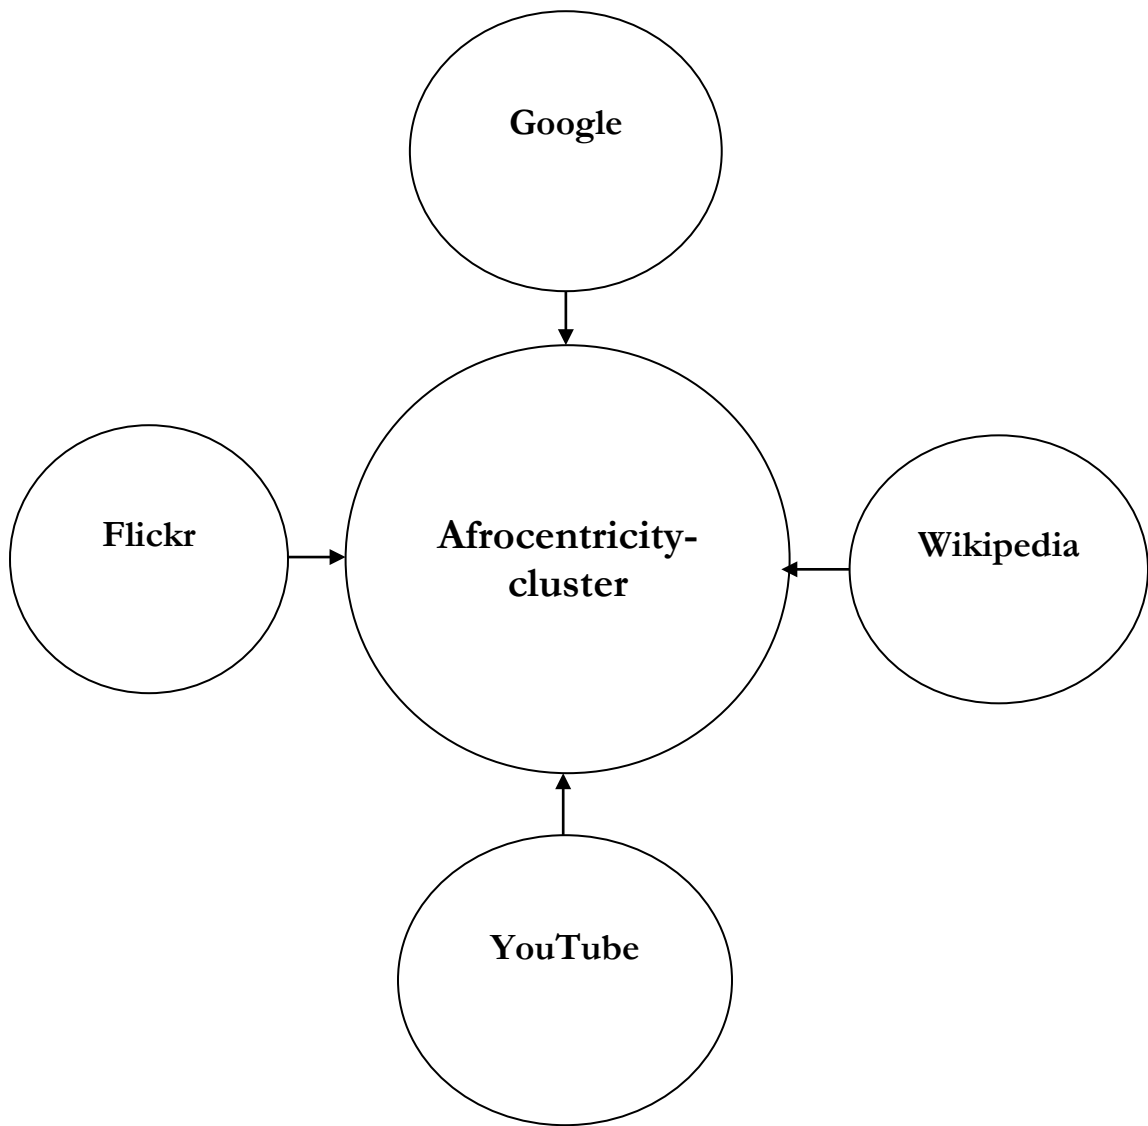 Google
Flickr
Afrocentricity-
cluster
Wikipedia
YouTube